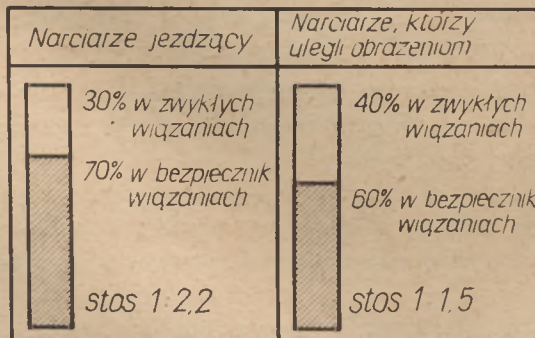 Narciarze jezdzący
30% w zwykłych
wiązaniach
70% w bezpiecznik
wiązaniach
stos 1:2,2
Narciarze, którzy
ulegli obrażeniom
40% w zwykłych
wiązaniach
60% w bezpiecznik
wiązaniach
stos 1 1,5